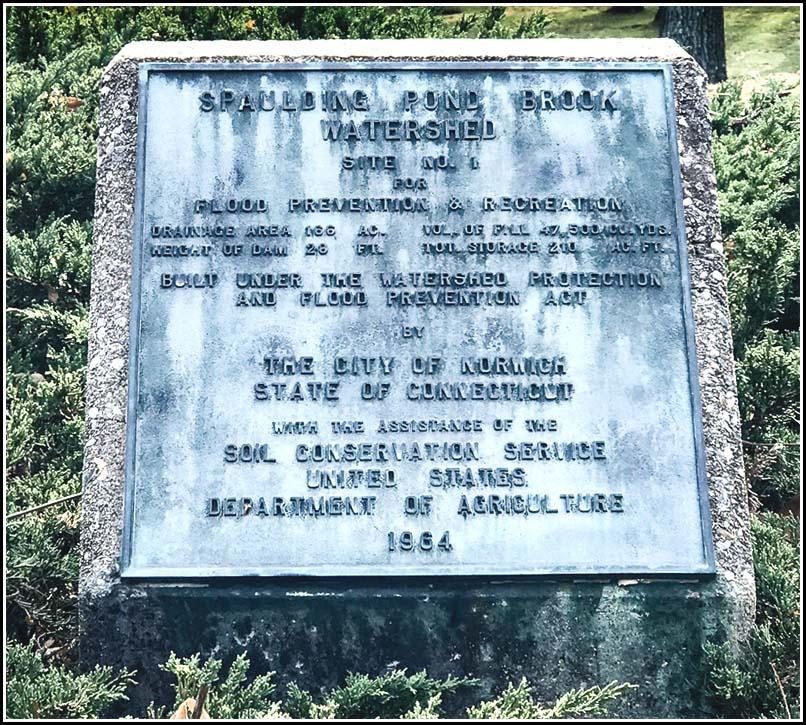 SPAULDING POND BROOK
WATERSHED
SITE NO. 1
FOR
FLOOD PREVENTION & RECREATION
DRAINAGE AREA 166 AC. VOL. OF FILL 47,500 CU. YDS.
HEIGHT OF DAM 28 FT. TOT. STORAGE 210 AC. FT.
BUILT UNDER THE WATERSHED PROTECTION
AND FLOOD PREVENTION ACT
BY
THE CITY OF NORWICH
STATE OF CONNECTICUT
WITH THE ASSISTANCE OF THE
SOIL CONSERVATION SERVICE
UNITED STATES
DEPARTMENT OF AGRICULTURE
1964